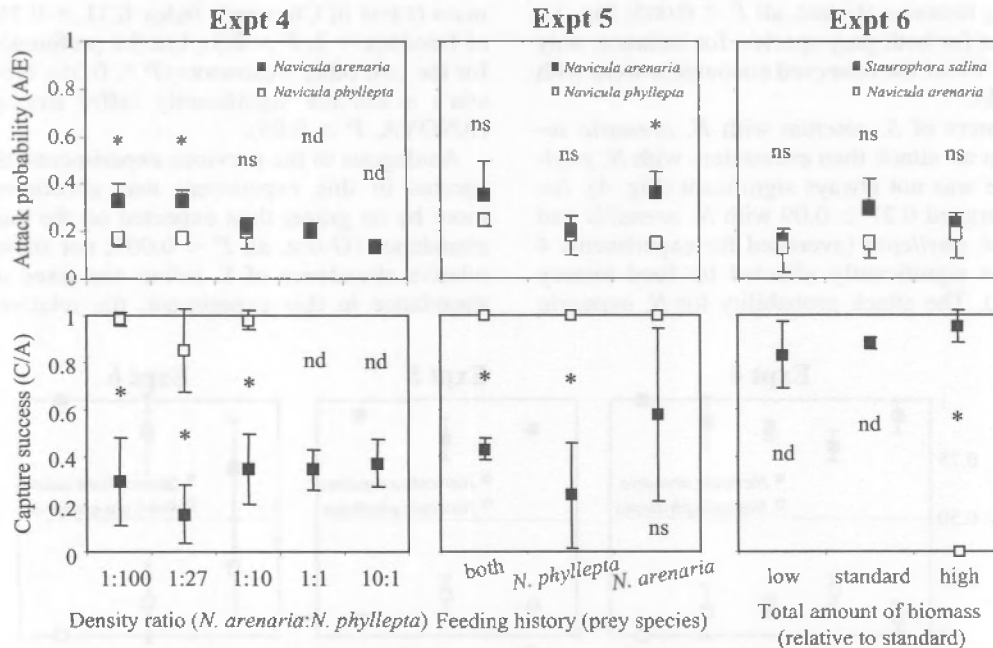 Expt 4 Expt 5 Expt 6
Attack probability (A/E)
1
0.8
0.6
0.4
0.2
0
■ Navicula arenaria
□ Navicula phyllepta
* * ns nd nd
■ Navicula arenaria
□ Navicula phyllepta
ns ns *
■ Staurophora salina
□ Navicula arenaria
ns ns ns
Capture success (C/A)
1
0.8
0.6
0.4
0.2
0
* * * nd nd
* * ns
nd nd *
1:100 1:27 1:10 1:1 10:1
Density ratio (N. arenaria:N. phyllepta)
both N. phyllepta N. arenaria
Feeding history (prey species)
low standard high
Total amount of biomass
(relative to standard)